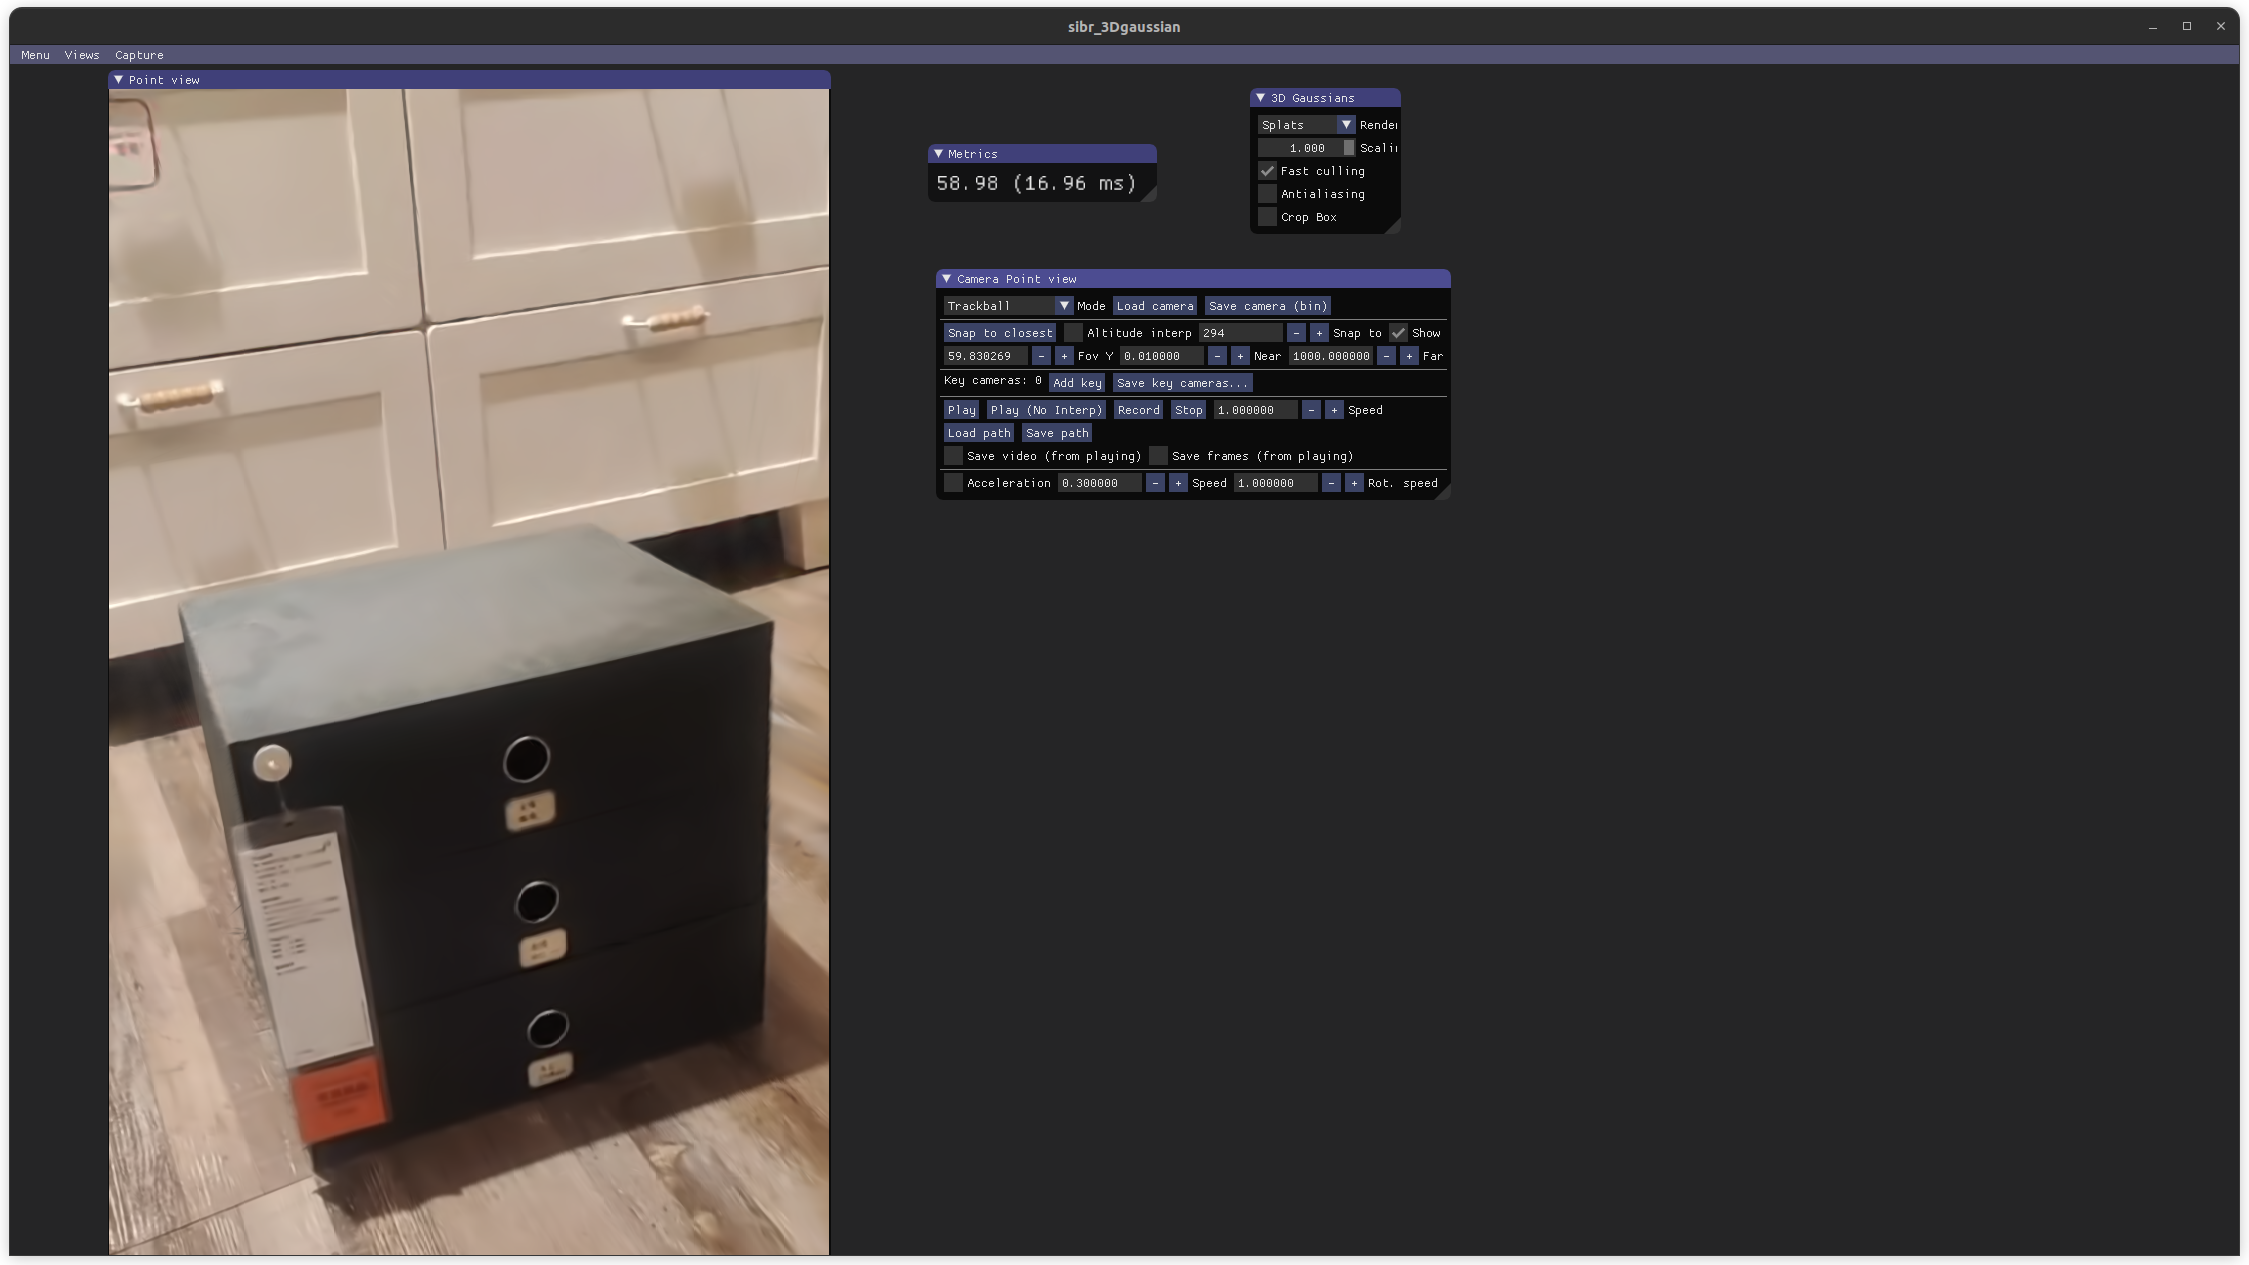 sibr_3Dgaussian
Menu Views Capture
Point view
Metrics
58.98 (16.96 ms)
3D Gaussians
Splats Render
1.000 Scalin
Fast culling
Antialiasing
Crop Box
Camera Point view
Trackball Mode Load camera Save camera (bin)
Snap to closest Altitude interp 294 - + Snap to Show
59.830269 - + Fov Y 0.010000 - + Near 1000.000000 - + Far
Key cameras: 0 Add key Save key cameras...
Play Play (No Interp) Record Stop 1.000000 - + Speed
Load path Save path
Save video (from playing) Save frames (from playing)
Acceleration 0.300000 - + Speed 1.000000 - + Rot. speed